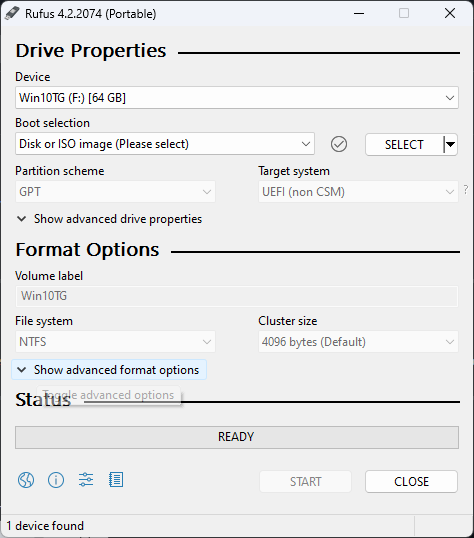 Rufus 4.2.2074 (Portable)
Drive Properties
Device
Win10TG (F:) [64 GB]
Boot selection
Disk or ISO image (Please select)
SELECT
Partition scheme
Target system
GPT
UEFI (non CSM)
?
Show advanced drive properties
Format Options
Volume label
Win10TG
File system
Cluster size
NTFS
4096 bytes (Default)
Show advanced format options
Toggle advanced options
Status
READY
START
CLOSE
1 device found